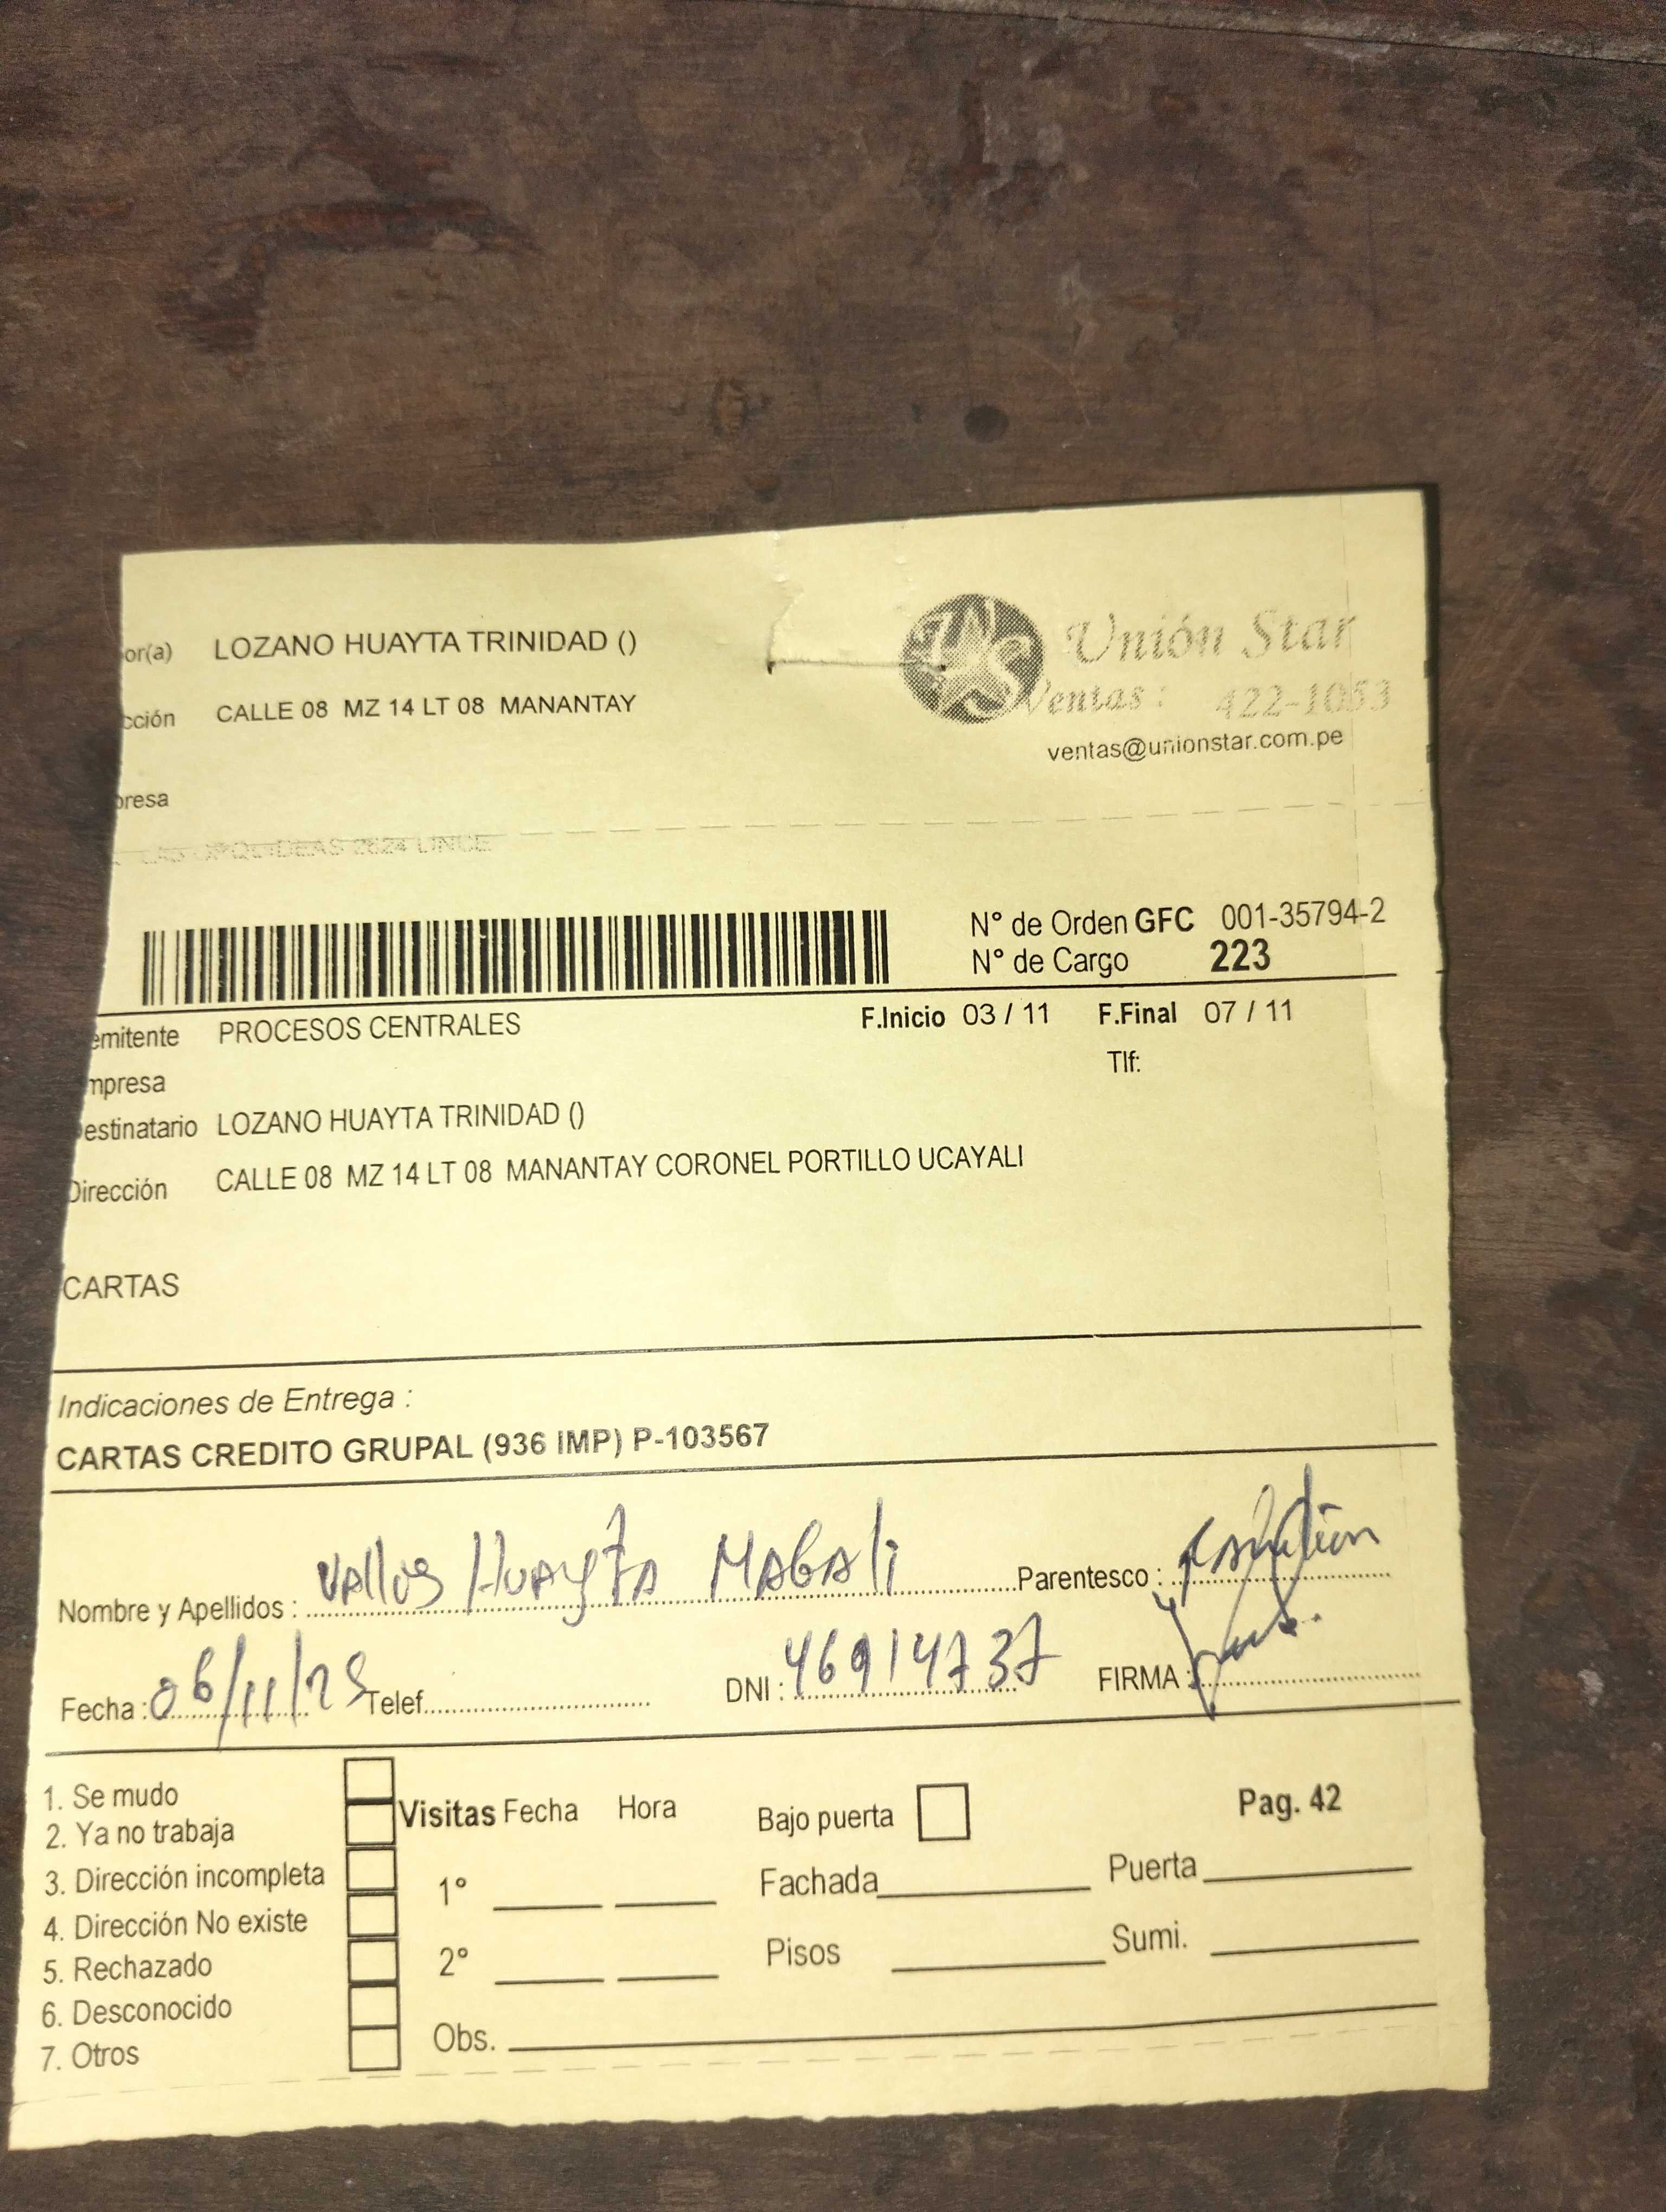 or(a) LOZANO HUAYTA TRINIDAD ()
cción CALLE 08 MZ 14 LT 08 MANANTAY
Unión Star
Ventas : 422-1053
ventas@unionstar.com.pe
presa
2624 LINCE
N° de Orden GFC 001-35794-2
N° de Cargo 223
emitente PROCESOS CENTRALES F.Inicio 03 / 11 F.Final 07 / 11
Tlf:
mpresa
estinatario LOZANO HUAYTA TRINIDAD ()
Dirección CALLE 08 MZ 14 LT 08 MANANTAY CORONEL PORTILLO UCAYALI
CARTAS
Indicaciones de Entrega :
CARTAS CREDITO GRUPAL (936 IMP) P-103567
Nombre y Apellidos : Huayta MAGALi Parentesco :
Fecha : 06/11/25 Telef. DNI : 46914737 FIRMA :
1. Se mudo
2. Ya no trabaja
3. Dirección incompleta
4. Dirección No existe
5. Rechazado
6. Desconocido
7. Otros
Visitas Fecha Hora
1°
2°
Obs.
Bajo puerta
Pag. 42
Fachada Puerta
Pisos Sumi.